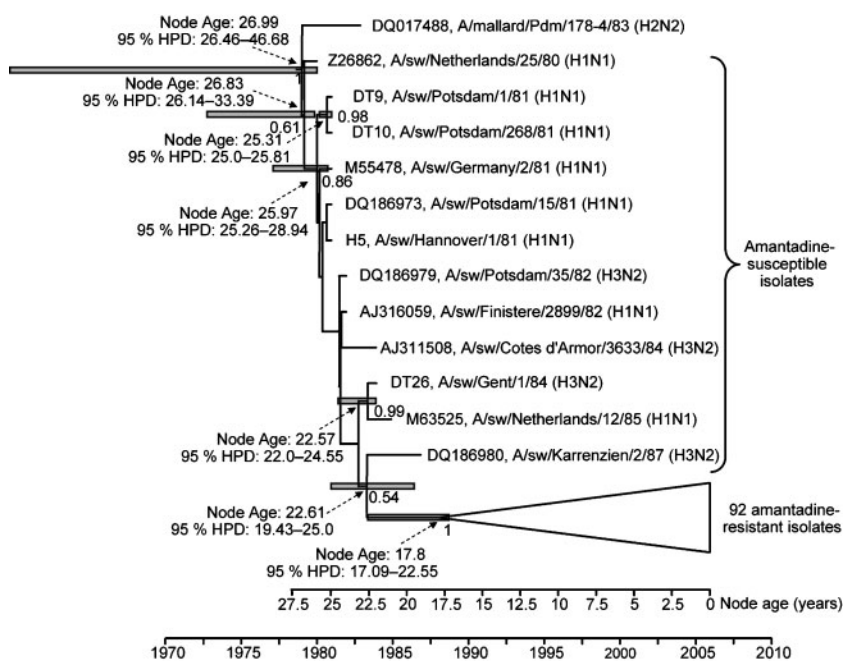 Node Age: 26.99
95 % HPD: 26.46–46.68
DQ017488, A/mallard/Pdm/178-4/83 (H2N2)
Z26862, A/sw/Netherlands/25/80 (H1N1)
Node Age: 26.83
95 % HPD: 26.14–33.39
DT9, A/sw/Potsdam/1/81 (H1N1)
0.98
0.61
DT10, A/sw/Potsdam/268/81 (H1N1)
Node Age: 25.31
95 % HPD: 25.0–25.81
M55478, A/sw/Germany/2/81 (H1N1)
0.86
Node Age: 25.97
95 % HPD: 25.26–28.94
DQ186973, A/sw/Potsdam/15/81 (H1N1)
H5, A/sw/Hannover/1/81 (H1N1)
Amantadine-
susceptible
isolates
DQ186979, A/sw/Potsdam/35/82 (H3N2)
AJ316059, A/sw/Finistere/2899/82 (H1N1)
AJ311508, A/sw/Cotes d'Armor/3633/84 (H3N2)
DT26, A/sw/Gent/1/84 (H3N2)
0.99
M63525, A/sw/Netherlands/12/85 (H1N1)
Node Age: 22.57
95 % HPD: 22.0–24.55
DQ186980, A/sw/Karrenzien/2/87 (H3N2)
0.54
Node Age: 22.61
95 % HPD: 19.43–25.0
92 amantadine-
resistant isolates
1
Node Age: 17.8
95 % HPD: 17.09–22.55
27.5 25 22.5 20 17.5 15 12.5 10 7.5 5 2.5 0 Node age (years)
1970 1975 1980 1985 1990 1995 2000 2005 2010